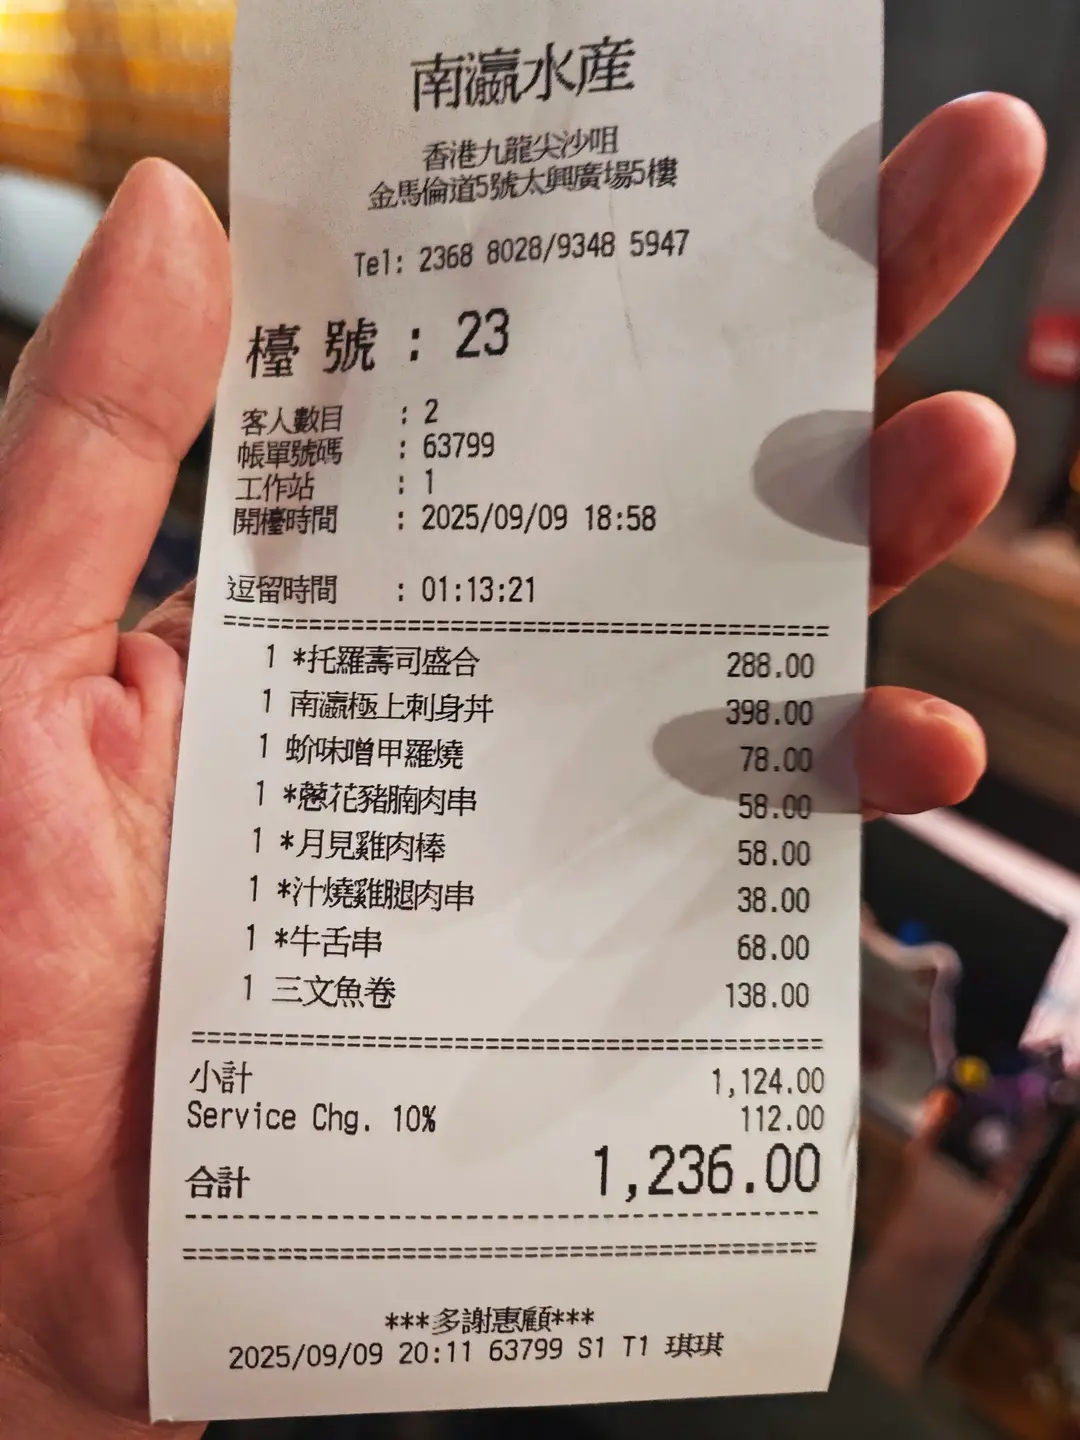 南瀛水産
香港九龍尖沙咀
金馬倫道5號太興廣場5樓
Tel: 2368 8028/9348 5947
檯號 : 23
客人數目 : 2
帳單號碼 : 63799
工作站 : 1
開檯時間 : 2025/09/09 18:58
逗留時間 : 01:13:21
1 *托羅壽司盛合 288.00
1 南瀛極上刺身丼 398.00
1 蚧味噌甲羅燒 78.00
1 *蔥花豬腩肉串 58.00
1 *月見雞肉棒 58.00
1 *汁燒雞腿肉串 38.00
1 *牛舌串 68.00
1 三文魚卷 138.00
小計 1,124.00
Service Chg. 10% 112.00
合計 1,236.00
***多謝惠顧***
2025/09/09 20:11 63799 S1 T1 琪琪